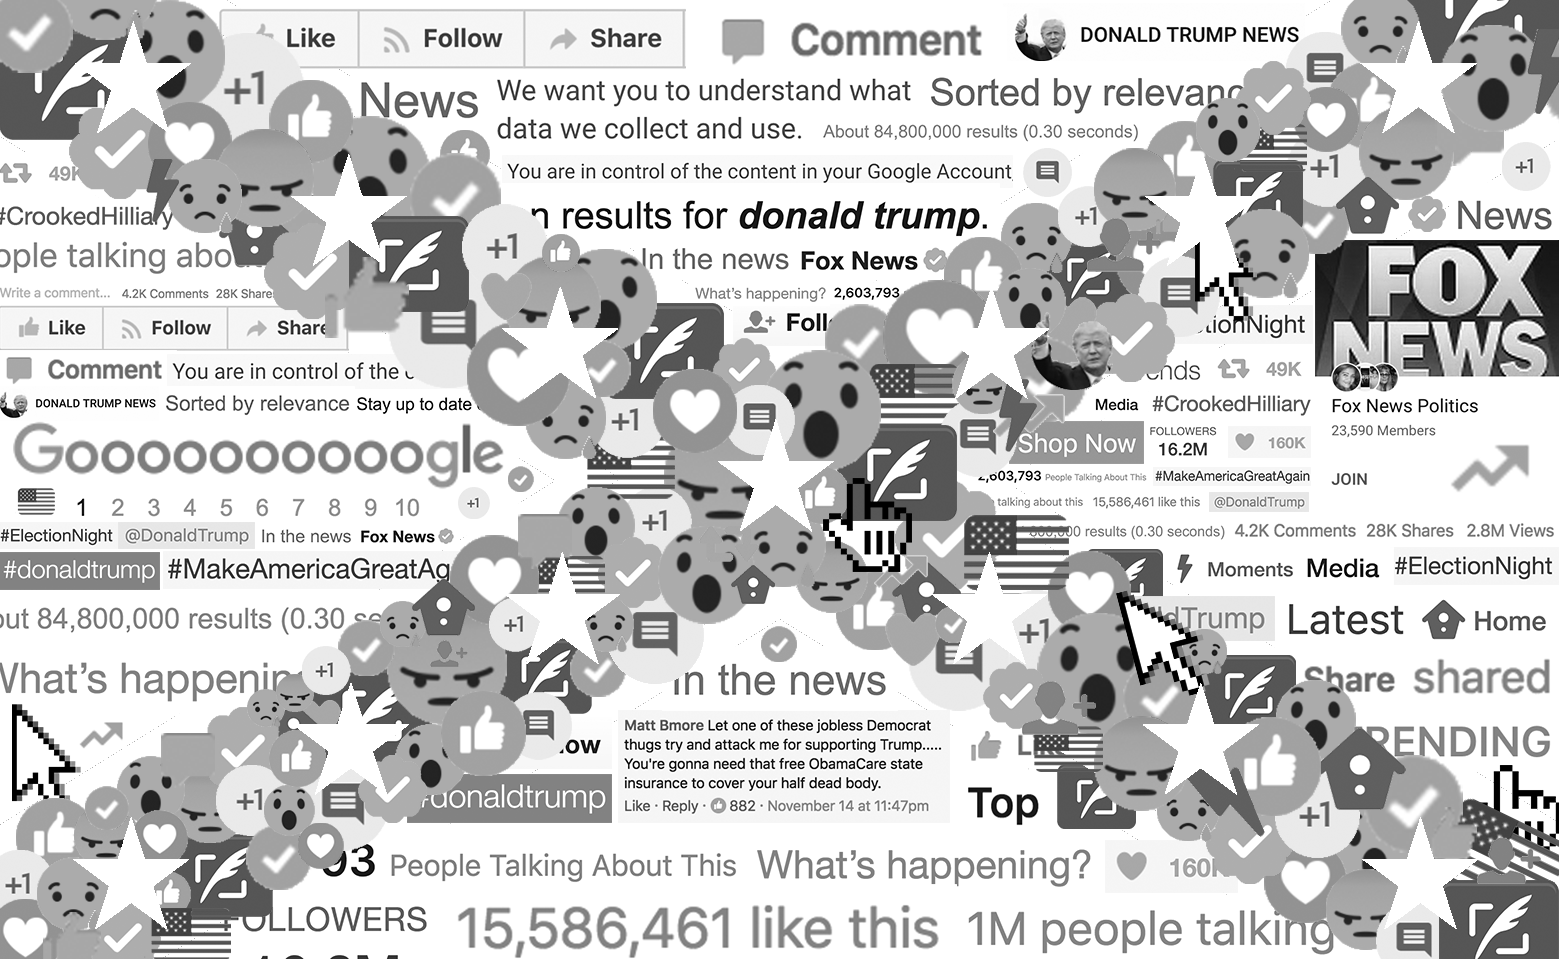 Like Follow Share Comment DONALD TRUMP NEWS
+1
News
We want you to understand what
data we collect and use.
Sorted by relevanc
About 84,800,000 results (0.30 seconds)
You are in control of the content in your Google Account
49K
+1
+1
#CrookedHilliary
n results for donald trump.
+1
News
ople talking abou
+1
In the news Fox News
Write a comment... 4.2K Comments 28K Share
What's happening? 2,603,793
FOX
NEWS
Like Follow Share
Foll
ctionNight
Comment You are in control of the c
ends 49K
DONALD TRUMP NEWS Sorted by relevance Stay up to date
Media #CrookedHilliary
Fox News Politics
23,590 Members
+1
Shop Now
FOLLOWERS
16.2M
160K
Goooooooooogle
2,603,793 People Talking About This #MakeAmericaGreatAgain
JOIN
1 2 3 4 5 6 7 8 9 10
+1
talking about this 15,586,461 like this @DonaldTrump
+1
#ElectionNight @DonaldTrump In the news Fox News
results (0.30 seconds) 4.2K Comments 28K Shares 2.8M Views
#donaldtrump #MakeAmericaGreatAg
Moments Media #ElectionNight
out 84,800,000 results (0.30 se
+1
+1
dTrump Latest Home
What's happenin
+1
In the news
Share shared
RENDING
Matt Bmore Let one of these jobless Democrat
thugs try and attack me for supporting Trump.....
You're gonna need that free ObamaCare state
insurance to cover your half dead body.
Like · Reply · 882 · November 14 at 11:47pm
ow
L
+1
#donaldtrump
Top
+1
93 People Talking About This What's happening? 160K
+1
OLLOWERS
15,586,461 like this 1M people talking